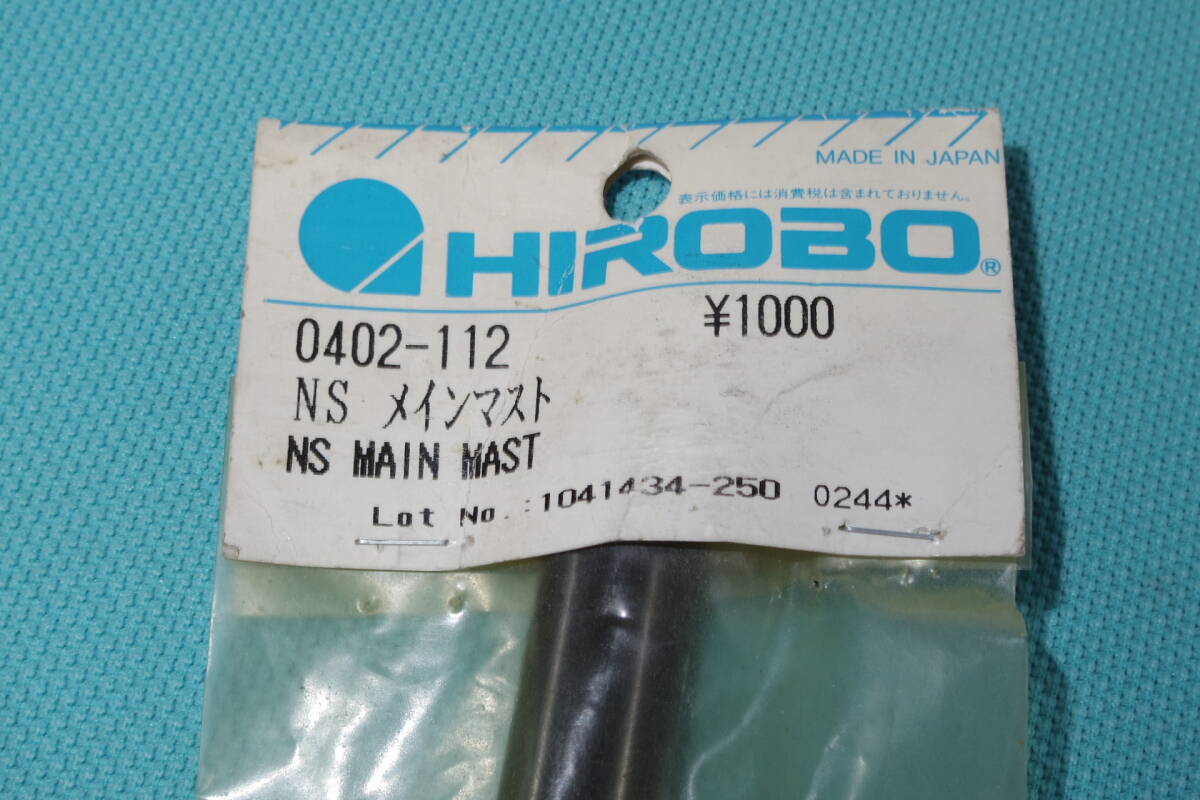 MADE IN JAPAN
表示価格には消費税は含まれておりません。
HIROBO®
0402-112 ¥1000
NS メインマスト
NS MAIN MAST
Lot No.:1041434-250 0244*